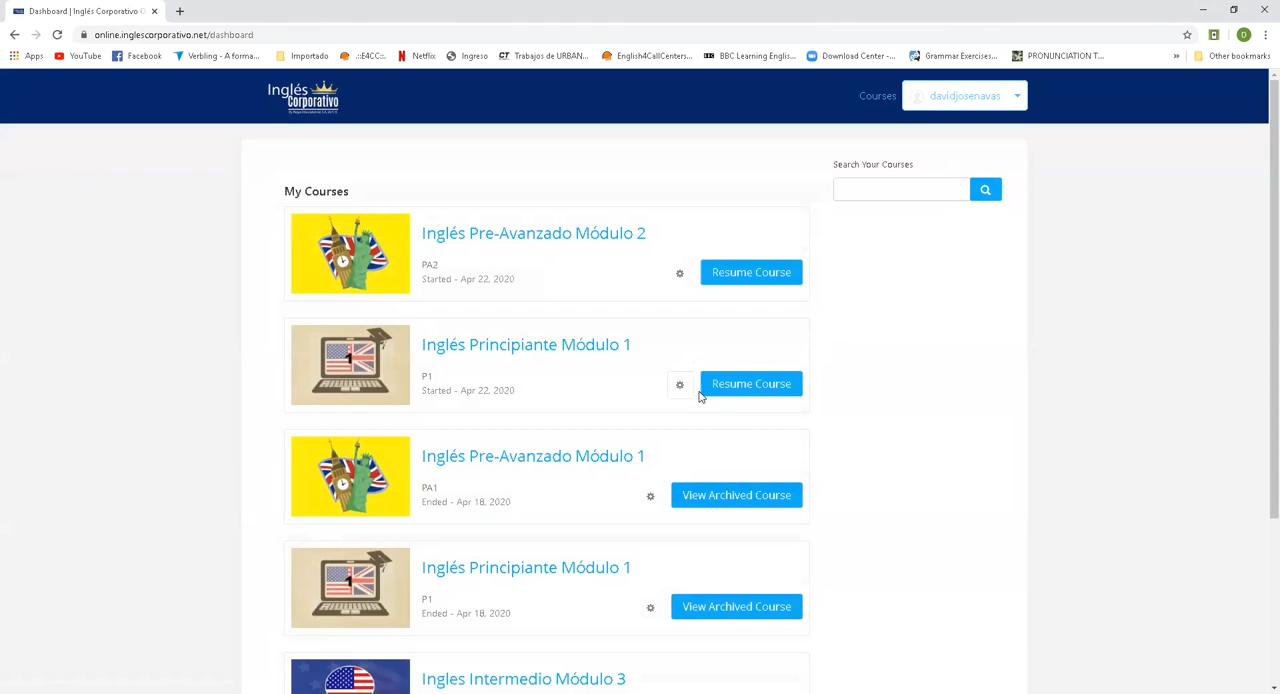 Dashboard | Inglés Corporativo
online.inglescorporativo.net/dashboard
D
Apps YouTube Facebook Verbling - A forma... Importado .::E4CC:. Netflix Ingreso Trabajos de URBAN... English4CallCenters... BBC Learning Englis... Download Center -... Grammar Exercises... PRONUNCIATION T... » Other bookmarks
Inglés
Corporativo
Courses davidjosenavas
Search Your Courses
My Courses
Inglés Pre-Avanzado Módulo 2
PA2
Started - Apr 22, 2020
Resume Course
Inglés Principiante Módulo 1
P1
Started - Apr 22, 2020
Resume Course
1
Inglés Pre-Avanzado Módulo 1
PA1
Ended - Apr 18, 2020
View Archived Course
Inglés Principiante Módulo 1
P1
Ended - Apr 18, 2020
View Archived Course
1
Ingles Intermedio Módulo 3